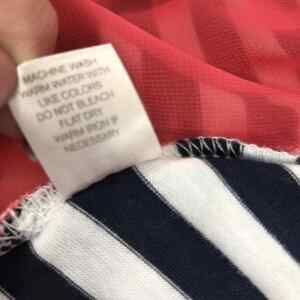 MACHINE WASH
WARM WATER WITH
LIKE COLORS
DO NOT BLEACH
FLAT DRY
WARM IRON IF
NECESSARY